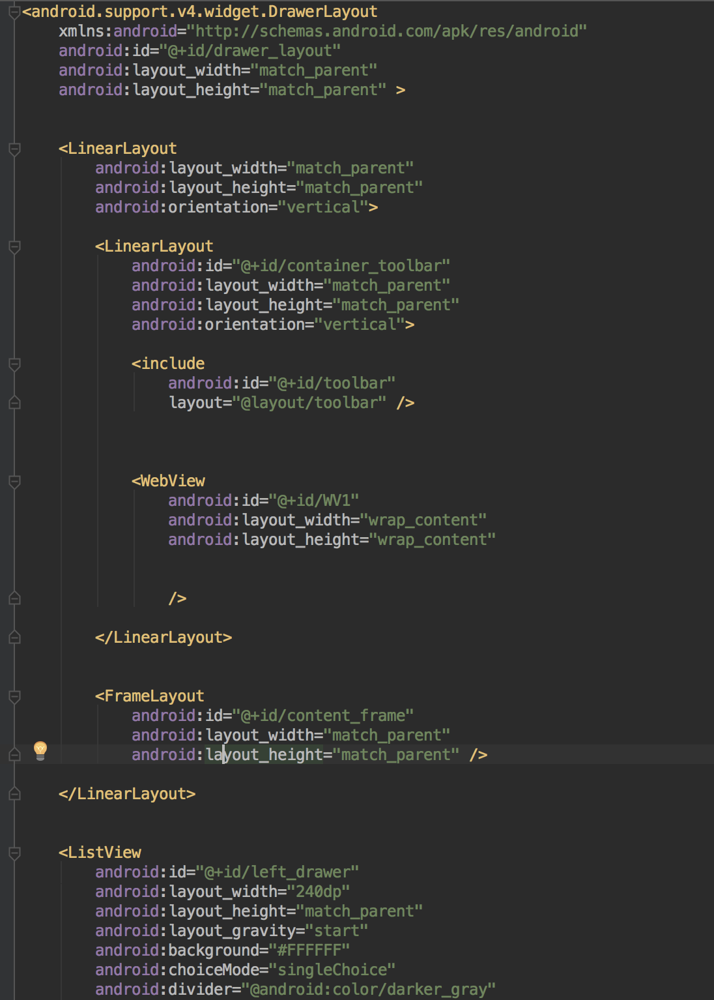 <android.support.v4.widget.DrawerLayout
xmlns:android="http://schemas.android.com/apk/res/android"
android:id="@+id/drawer_layout"
android:layout_width="match_parent"
android:layout_height="match_parent" >
<LinearLayout
android:layout_width="match_parent"
android:layout_height="match_parent"
android:orientation="vertical">
<LinearLayout
android:id="@+id/container_toolbar"
android:layout_width="match_parent"
android:layout_height="match_parent"
android:orientation="vertical">
<include
android:id="@+id/toolbar"
layout="@layout/toolbar" />
<WebView
android:id="@+id/WV1"
android:layout_width="wrap_content"
android:layout_height="wrap_content"
/>
</LinearLayout>
<FrameLayout
android:id="@+id/content_frame"
android:layout_width="match_parent"
android:layout_height="match_parent" />
</LinearLayout>
<ListView
android:id="@+id/left_drawer"
android:layout_width="240dp"
android:layout_height="match_parent"
android:layout_gravity="start"
android:background="#FFFFFF"
android:choiceMode="singleChoice"
android:divider="@android:color/darker_gray"